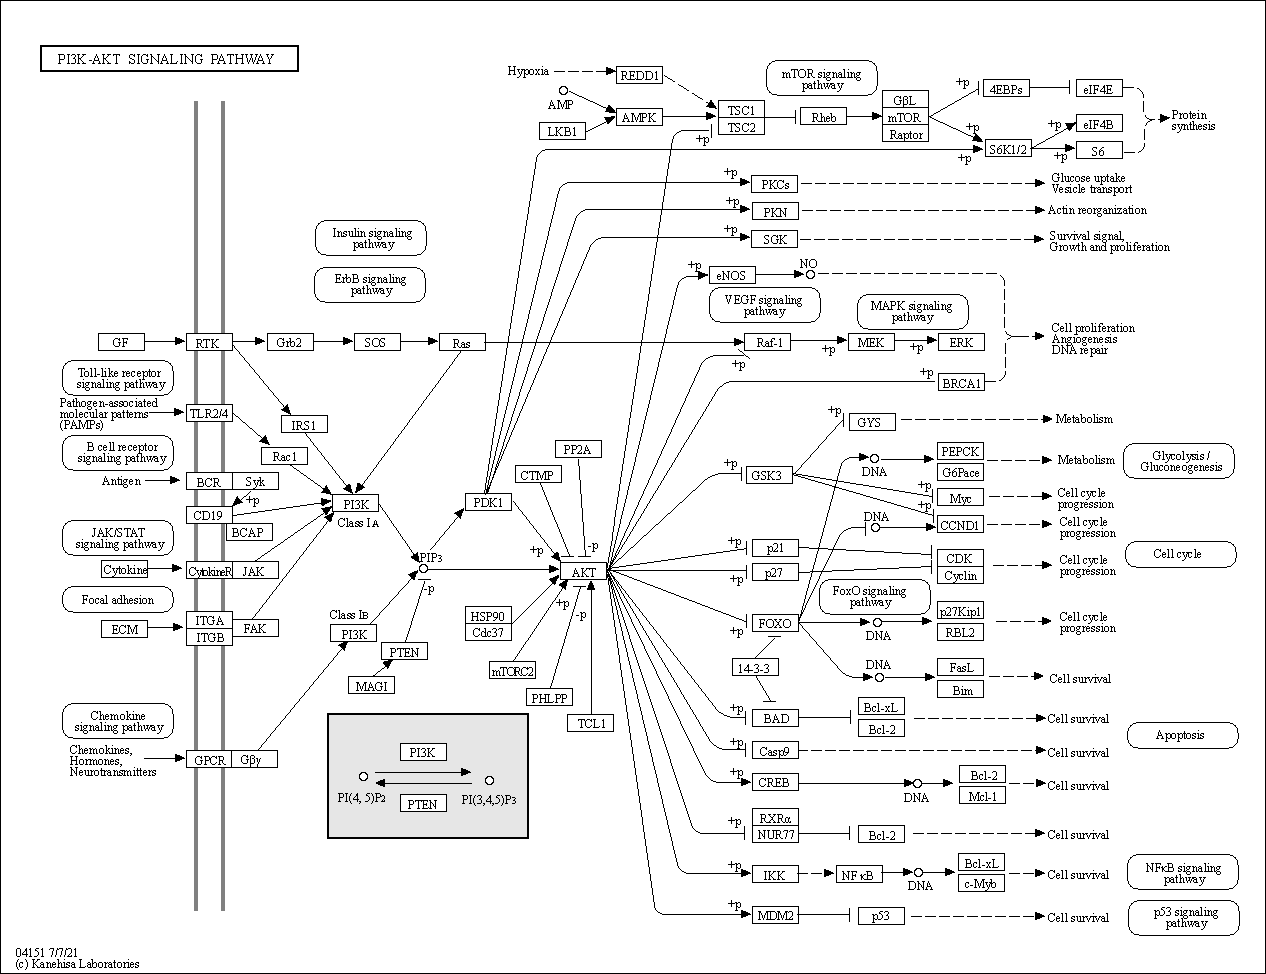 PI3K-AKT SIGNALING PATHWAY
Hypoxia
REDD1
mTOR signaling
pathway
+p
4EBPs
eIF4E
AMP
GβL
TSC1
AMPK
Rheb
mTOR
+p
+p
eIF4B
Protein
synthesis
LKB1
TSC2
Raptor
+p
S6K1/2
+p
+p
S6
+p
PKCs
Glucose uptake
Vesicle transport
+p
PKN
Actin reorganization
+p
SGK
Survival signal,
Growth and proliferation
Insulin signaling
pathway
ErbB signaling
pathway
+p
eNOS
NO
VEGF signaling
pathway
MAPK signaling
pathway
GF
RTK
Grb2
SOS
Ras
Raf-1
+p
MEK
+p
ERK
Cell proliferation
Angiogenesis
DNA repair
+p
+p
BRCA1
Toll-like receptor
signaling pathway
Pathogen-associated
molecular patterns
(PAMPs)
TLR2/4
IRS1
+p
GYS
Metabolism
B cell receptor
signaling pathway
Rac1
PP2A
CTMP
+p
GSK3
DNA
PEPCK
G6Pace
Metabolism
Glycolysis /
Gluconeogenesis
Antigen
BCR
Syk
+p
CD19
BCAP
PI3K
Class IA
PDK1
+p
Myc
Cell cycle
progression
+p
DNA
CCND1
Cell cycle
progression
JAK/STAT
signaling pathway
Cytokine
CytokineR
JAK
PIP3
+p
-p
AKT
+p
p21
+p
p27
CDK
Cyclin
Cell cycle
progression
Cell cycle
Focal adhesion
-p
+p
-p
FoxO signaling
pathway
ECM
ITGA
ITGB
FAK
Class IB
PI3K
PTEN
MAGI
HSP90
Cdc37
mTORC2
PHLPP
TCL1
FOXO
+p
DNA
p27Kip1
RBL2
Cell cycle
progression
14-3-3
DNA
FasL
Bim
Cell survival
Chemokine
signaling pathway
+p
BAD
Bcl-xL
Bcl-2
Cell survival
Apoptosis
Chemokines,
Hormones,
Neurotransmitters
GPCR
Gβγ
PI3K
PI(4, 5)P2
PI(3,4,5)P3
PTEN
+p
Casp9
Cell survival
+p
CREB
DNA
Bcl-2
Mcl-1
Cell survival
+p
RXRα
NUR77
Bcl-2
Cell survival
+p
IKK
NFκB
DNA
Bcl-xL
c-Myb
Cell survival
NFκB signaling
pathway
+p
MDM2
p53
Cell survival
p53 signaling
pathway
04151 7/7/21
(c) Kanehisa Laboratories